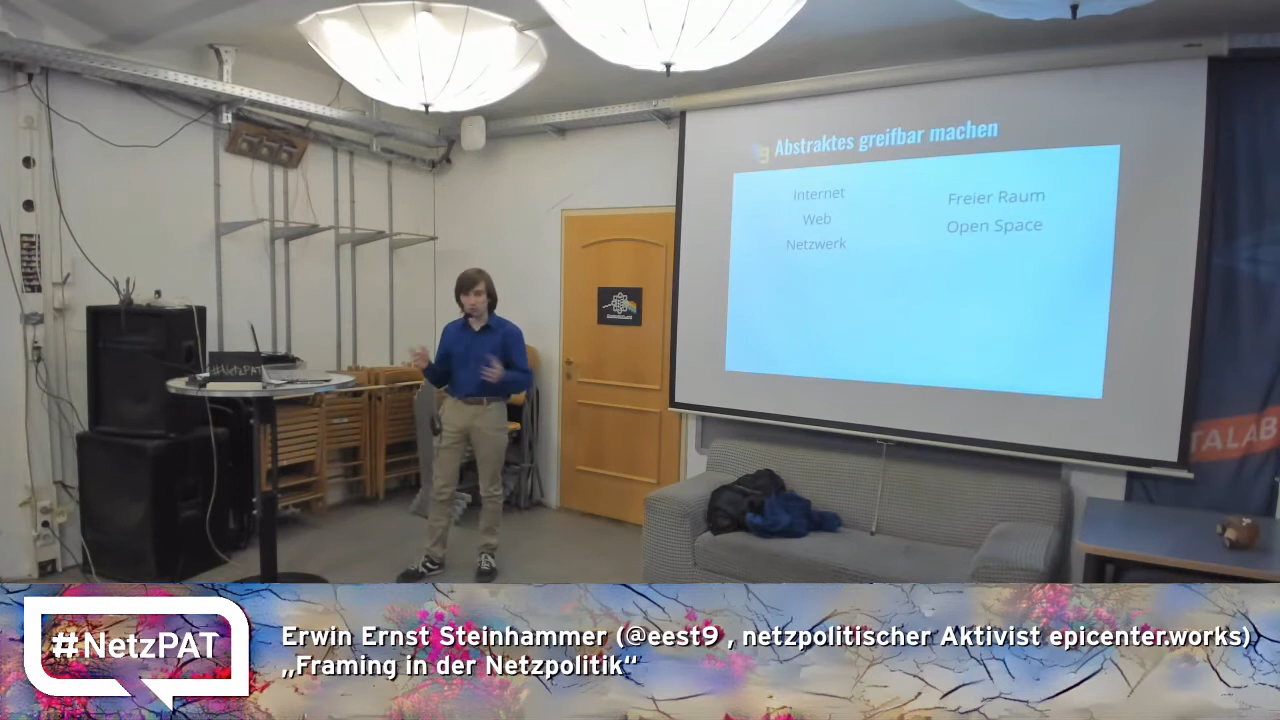 Abstraktes greifbar machen
Internet
Web
Netzwerk
Freier Raum
Open Space
#NetzPAT
TALAB
#NetzPAT
Erwin Ernst Steinhammer (@eest9 , netzpolitischer Aktivist epicenter.works)
„Framing in der Netzpolitik“